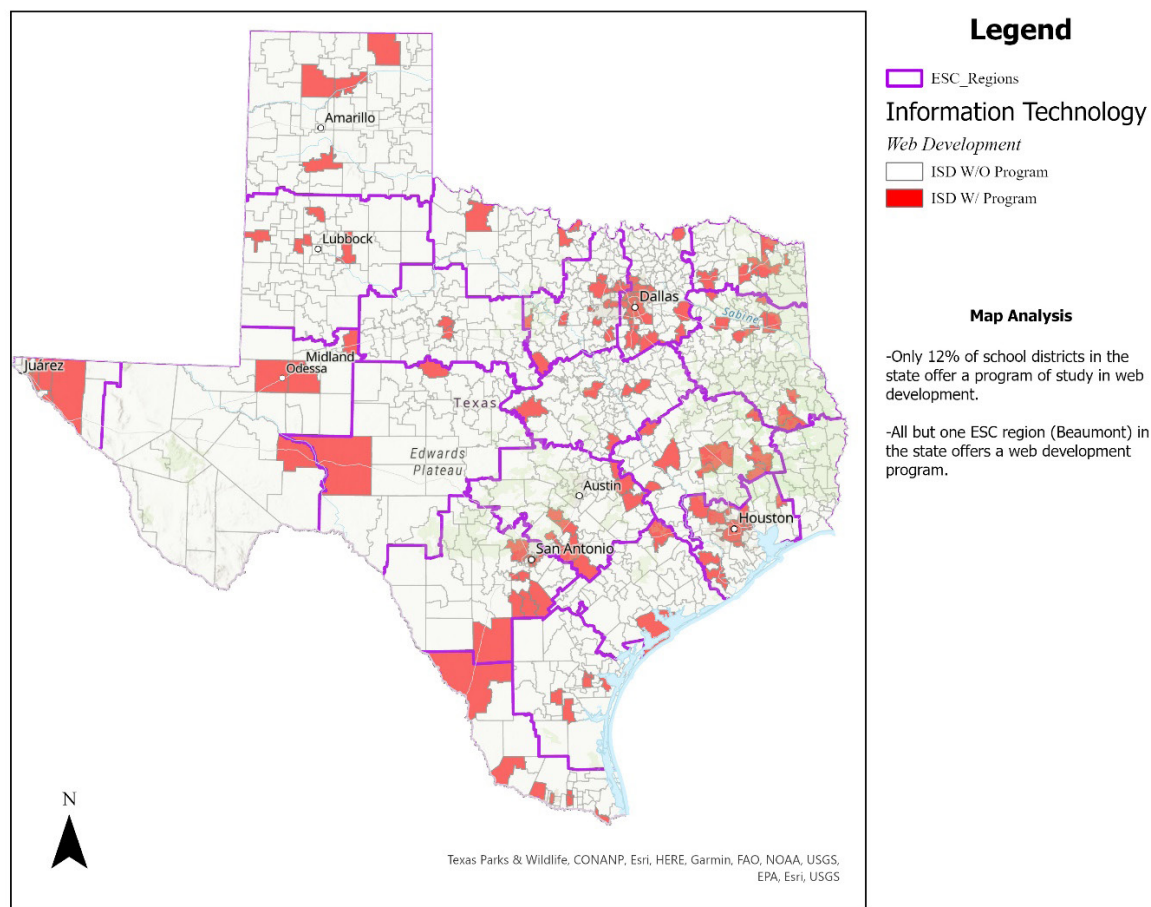 Legend
ESC_Regions
Information Technology
Web Development
ISD W/O Program
ISD W/ Program
Map Analysis
-Only 12% of school districts in the
state offer a program of study in web
development.
-All but one ESC region (Beaumont) in
the state offers a web development
program.
Amarillo
Lubbock
Dallas
Sabine
Midland
Odessa
Juarez
Texas
Edwards
Plateau
Austin
Houston
San Antonio
N
Texas Parks & Wildlife, CONANP, Esri, HERE, Garmin, FAO, NOAA, USGS,
EPA, Esri, USGS